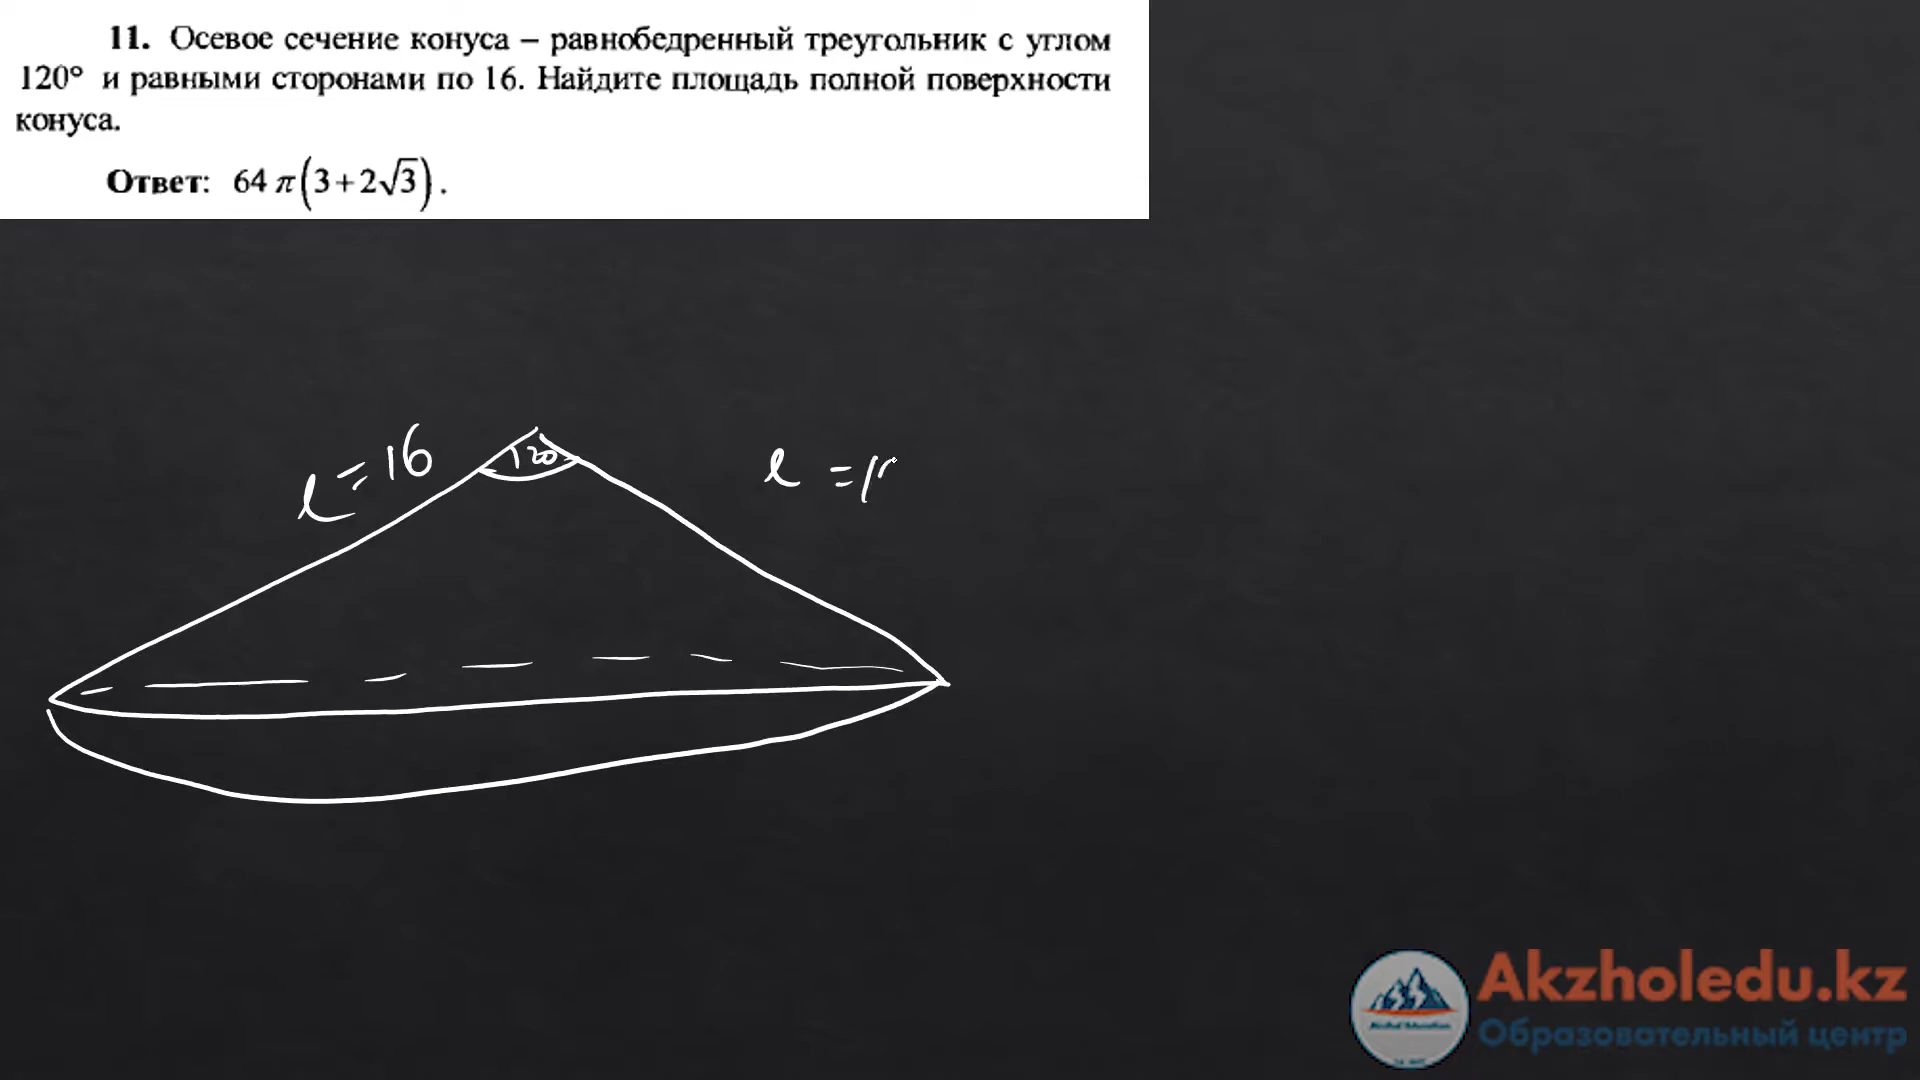 11. Осевое сечение конуса – равнобедренный треугольник с углом
120° и равными сторонами по 16. Найдите площадь полной поверхности
конуса.
Ответ: 64 π(3+2√3).
l=16
120
l =
Akzholedu.kz
Образовательный центр